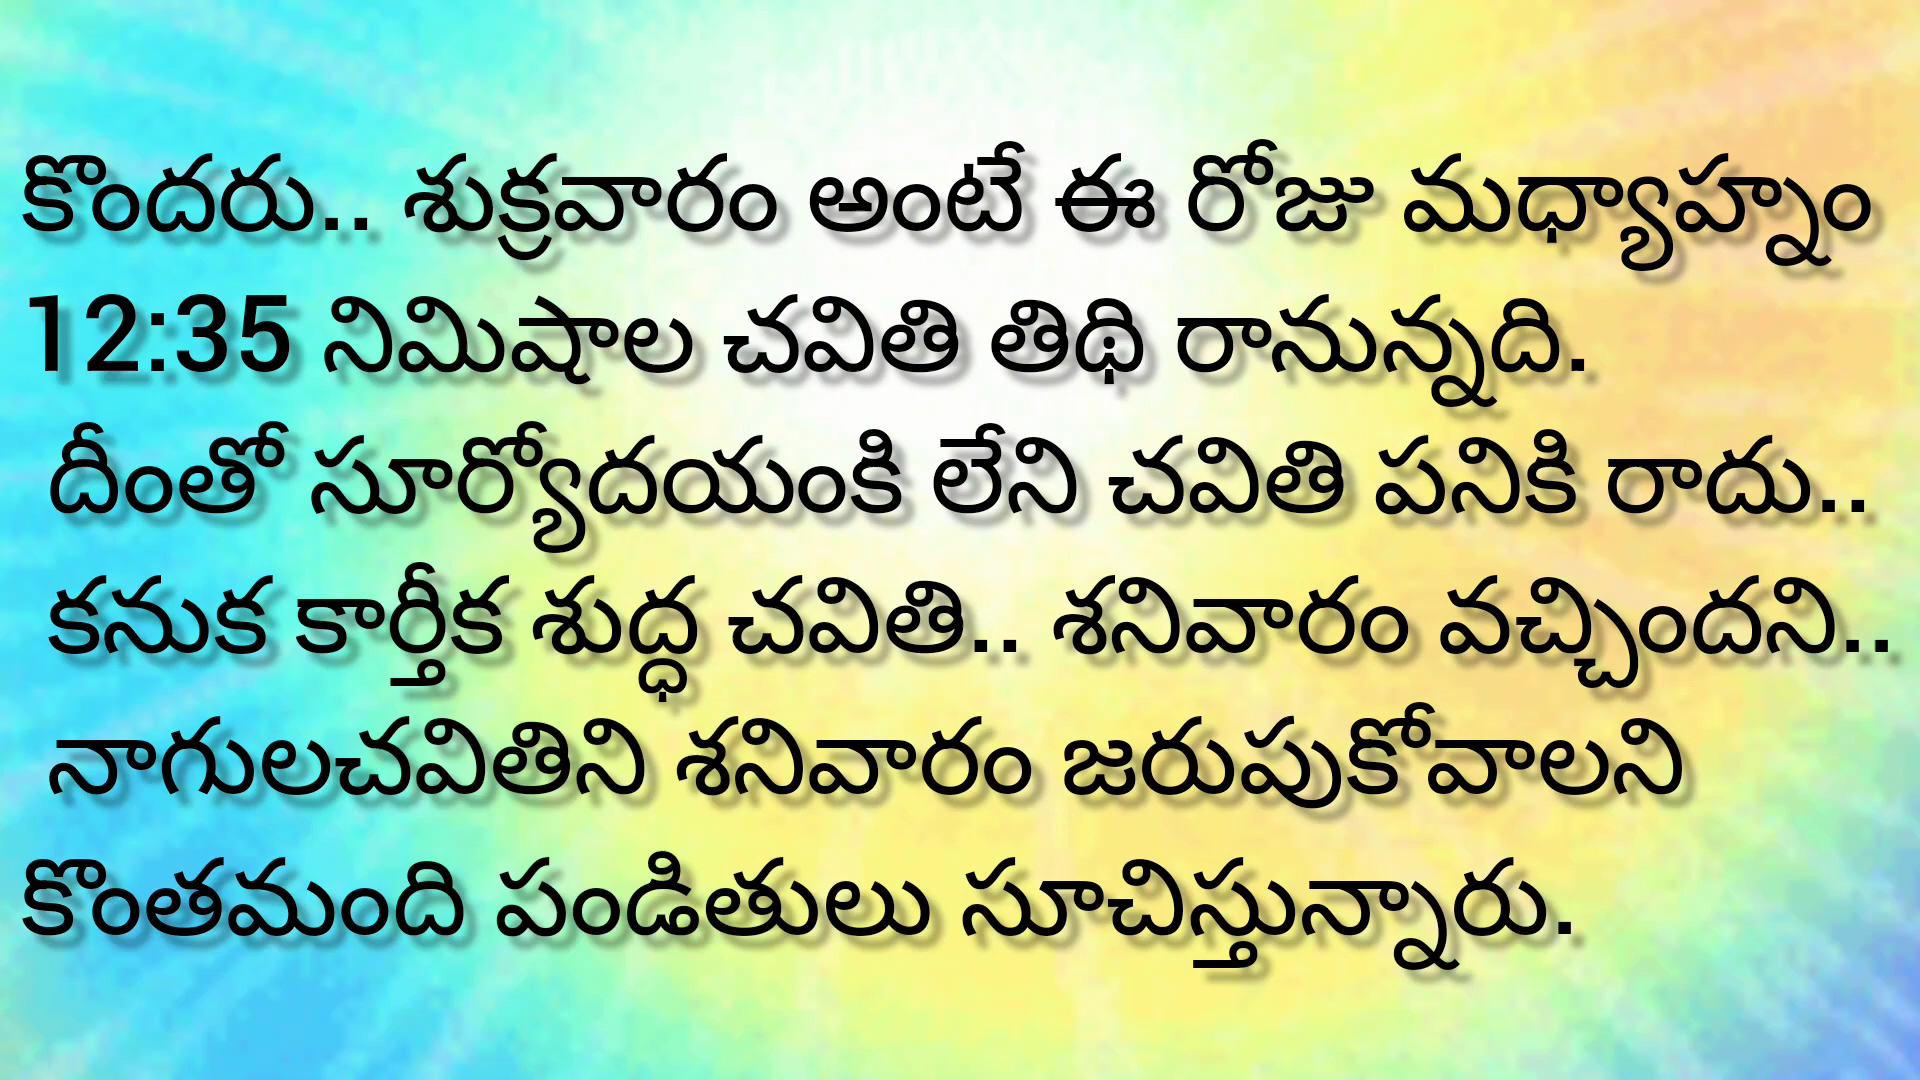 కొందరు.. శుక్రవారం అంటే ఈ రోజు మధ్యాహ్నం
12:35 నిమిషాల చవితి తిథి రానున్నది.
దీంతో సూర్యోదయంకి లేని చవితి పనికి రాదు..
కనుక కార్తీక శుద్ధ చవితి.. శనివారం వచ్చిందని..
నాగులచవితిని శనివారం జరుపుకోవాలని
కొంతమంది పండితులు సూచిస్తున్నారు.